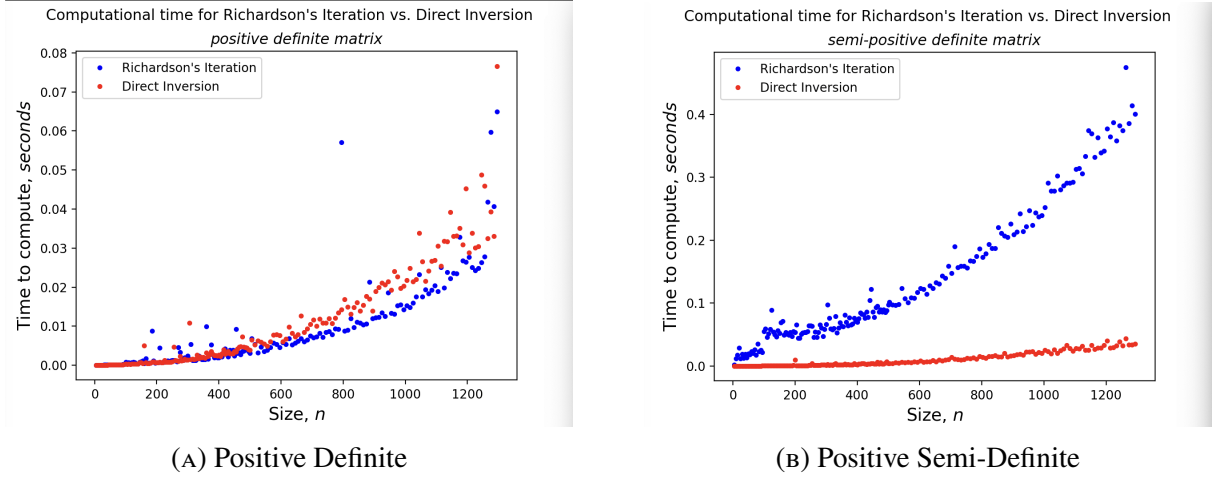 Computational time for Richardson's Iteration vs. Direct Inversion
positive definite matrix
Richardson's Iteration
Direct Inversion
Time to compute, seconds
0.08
0.07
0.06
0.05
0.04
0.03
0.02
0.01
0.00
0 200 400 600 800 1000 1200
Size, n
(A) Positive Definite
Computational time for Richardson's Iteration vs. Direct Inversion
semi-positive definite matrix
Richardson's Iteration
Direct Inversion
Time to compute, seconds
0.4
0.3
0.2
0.1
0.0
0 200 400 600 800 1000 1200
Size, n
(B) Positive Semi-Definite